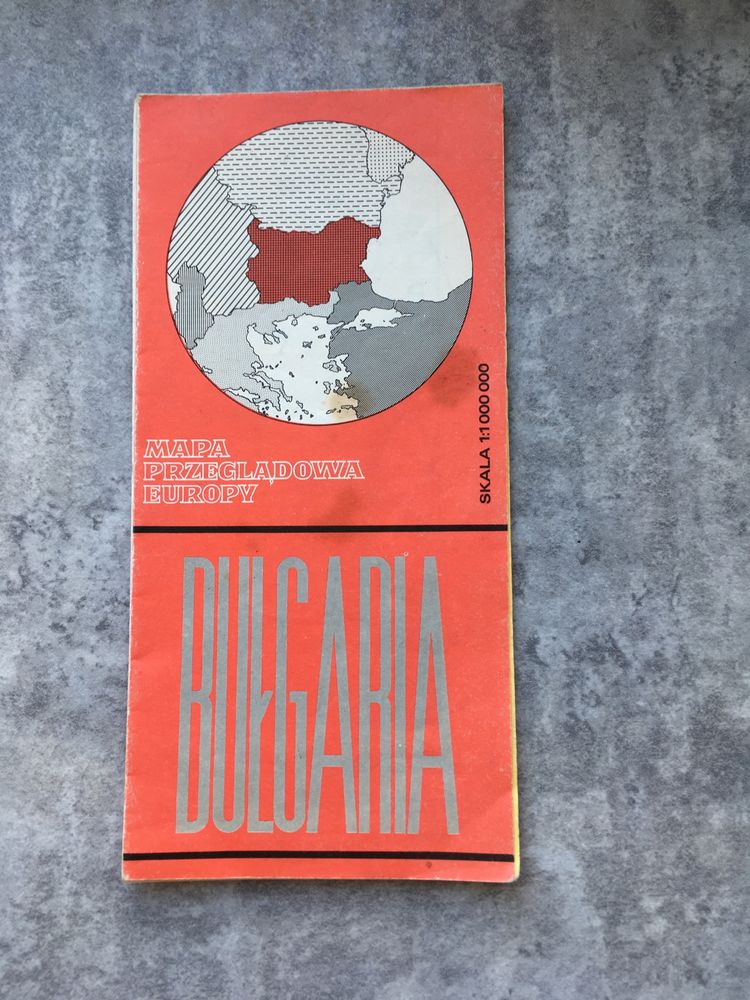 MAPA
PRZEGLĄDOWA
EUROPY
SKALA 1:1 000 000
BUŁGARIA